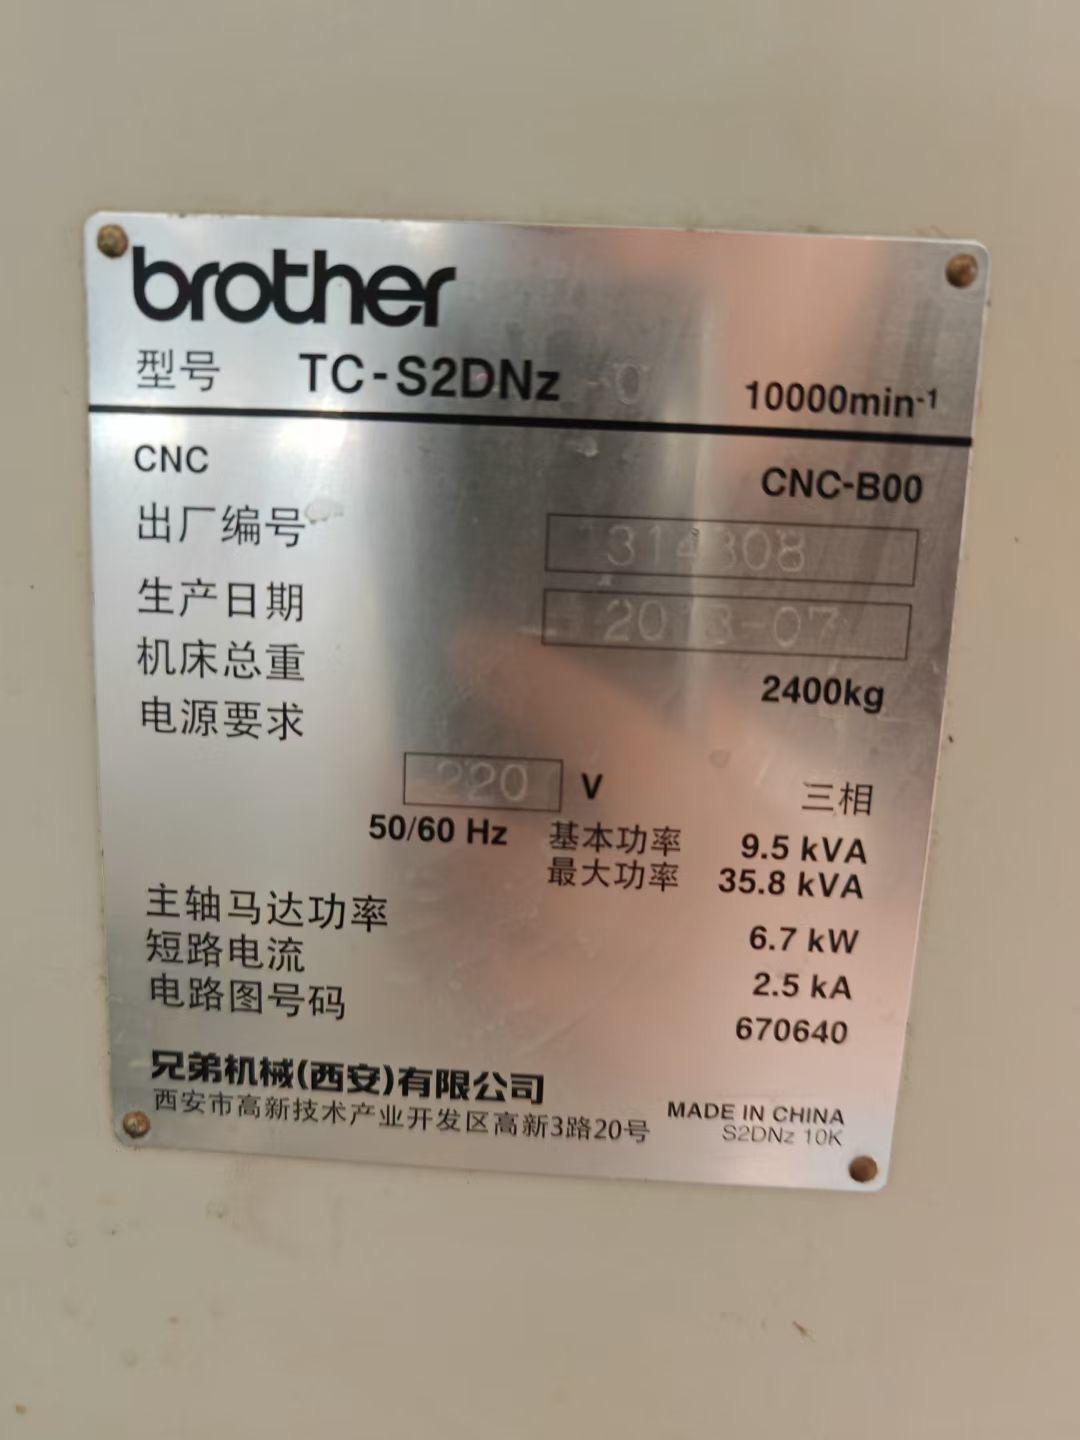 brother
型号 TC-S2DNz -0 10000min-1
CNC CNC-B00
出厂编号 314308
生产日期 2013-07
机床总重 2400kg
电源要求
220 V 三相
50/60 Hz 基本功率 9.5 kVA
最大功率 35.8 kVA
主轴马达功率 6.7 kW
短路电流 2.5 kA
电路图号码 670640
兄弟机械(西安)有限公司
西安市高新技术产业开发区高新3路20号
MADE IN CHINA
S2DNz 10K